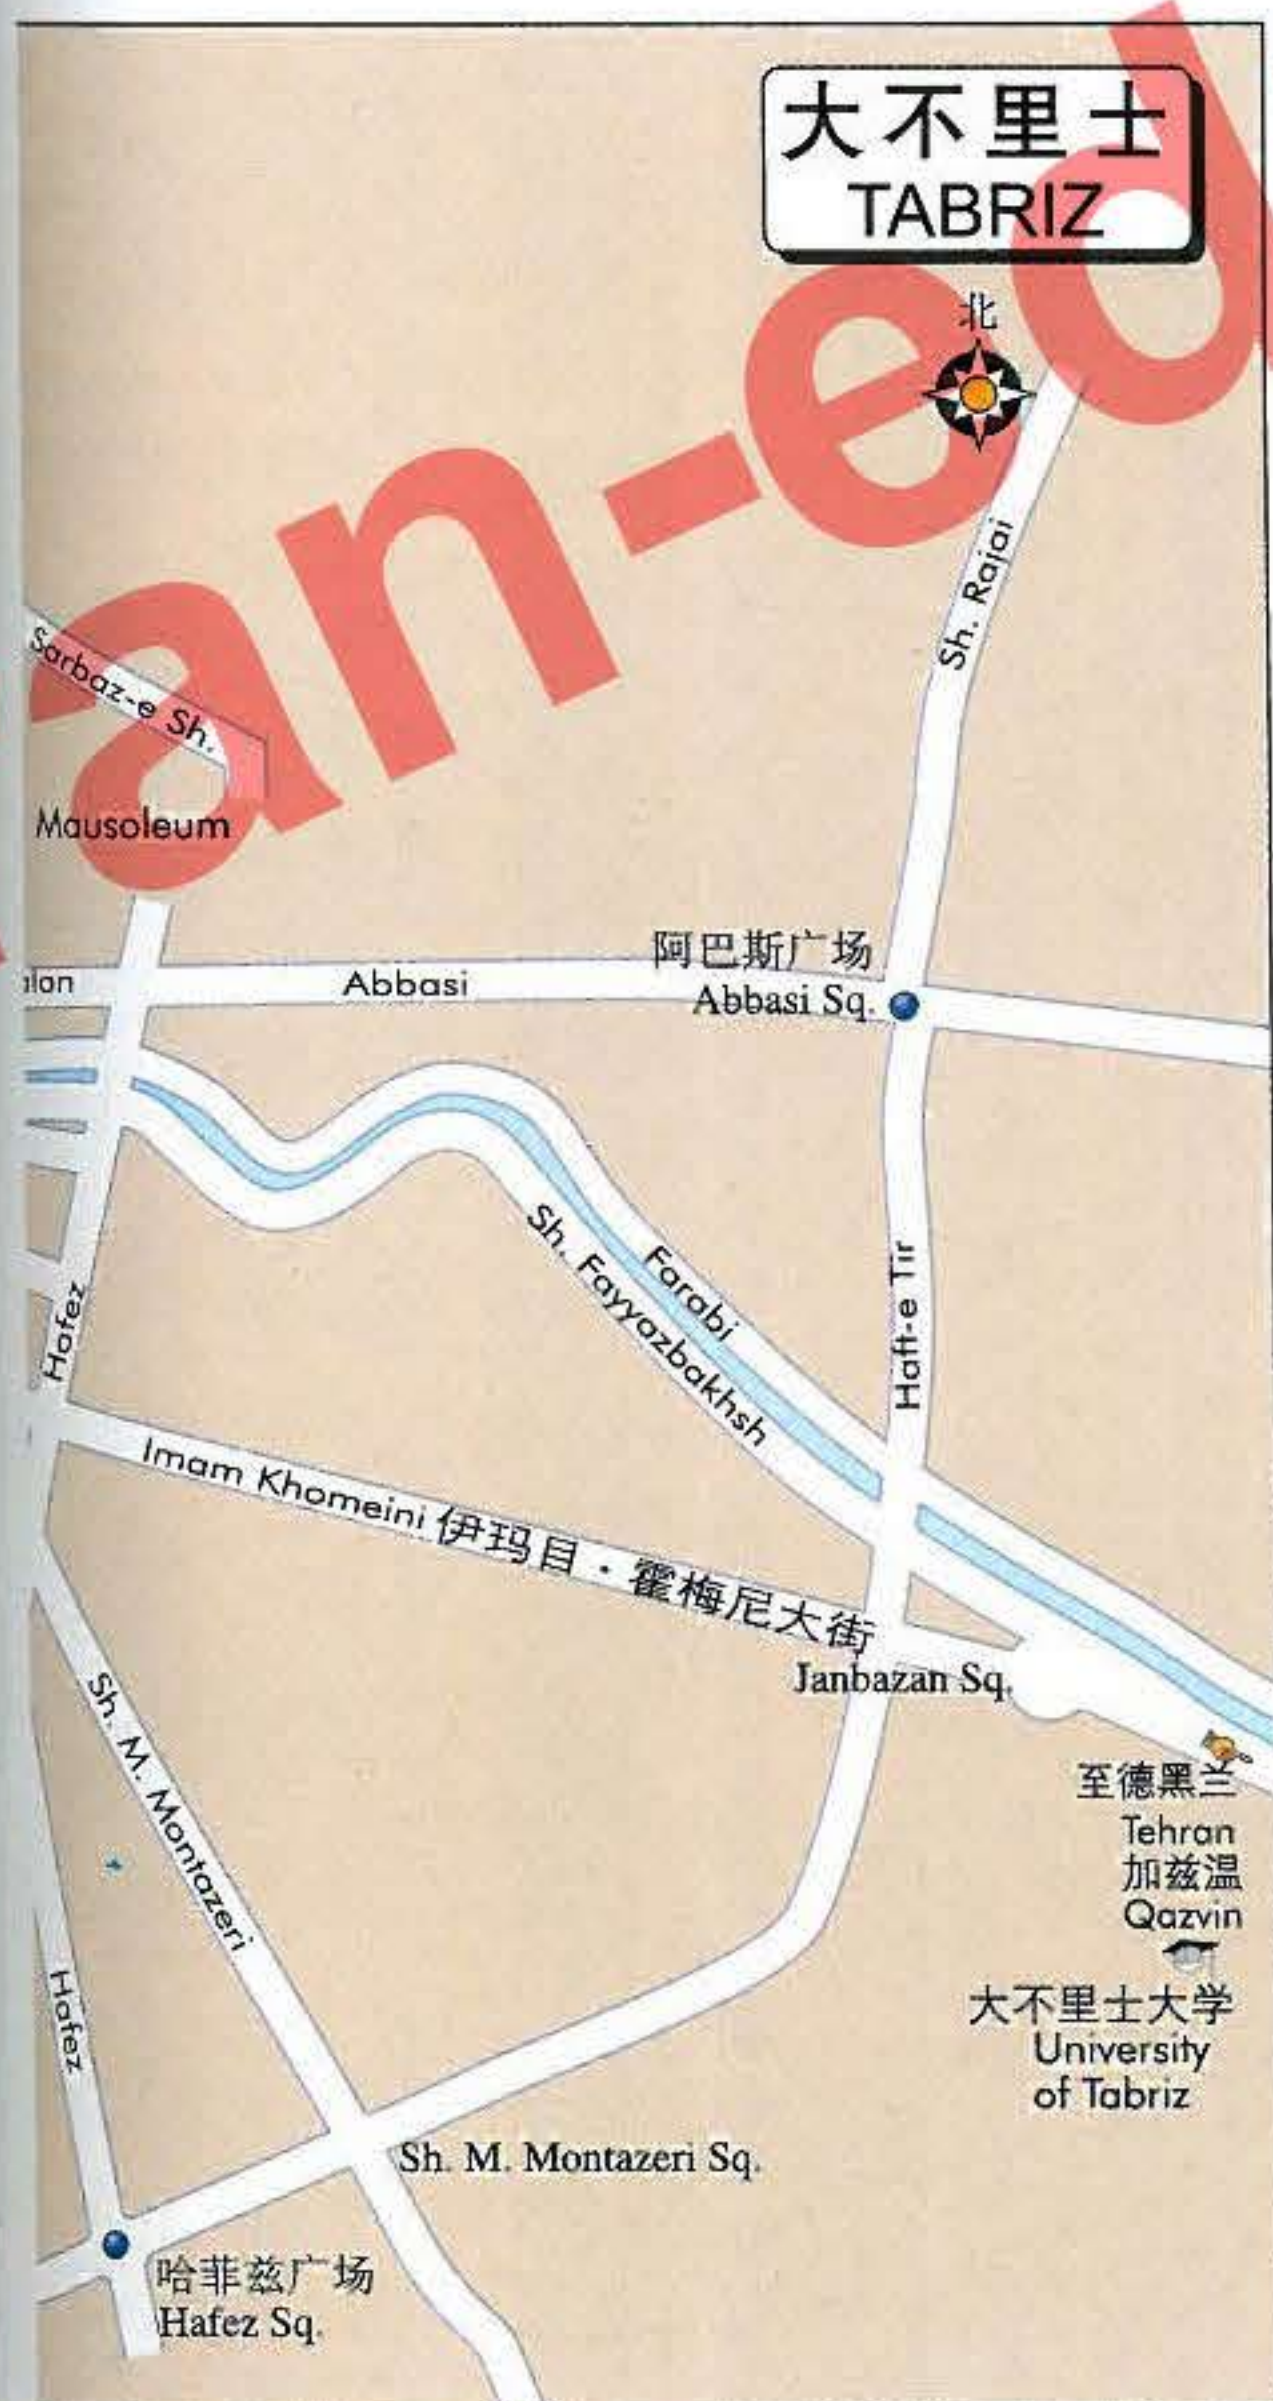 大不里士
TABRIZ
北
Sh. Rajai
Sarbaz-e Sh.
Mausoleum
阿巴斯广场
Abbasi
Abbasi Sq.
Farabi
Sh. Fayyazbakhsh
Haft-e Tir
Hafez
Imam Khomeini 伊玛目·霍梅尼大街
Janbazan Sq.
Sh. M. Montazeri
至德黑兰
Tehran
加兹温
Qazvin
Hafez
大不里士大学
University
of Tabriz
Sh. M. Montazeri Sq.
哈菲兹广场
Hafez Sq.
an-ed